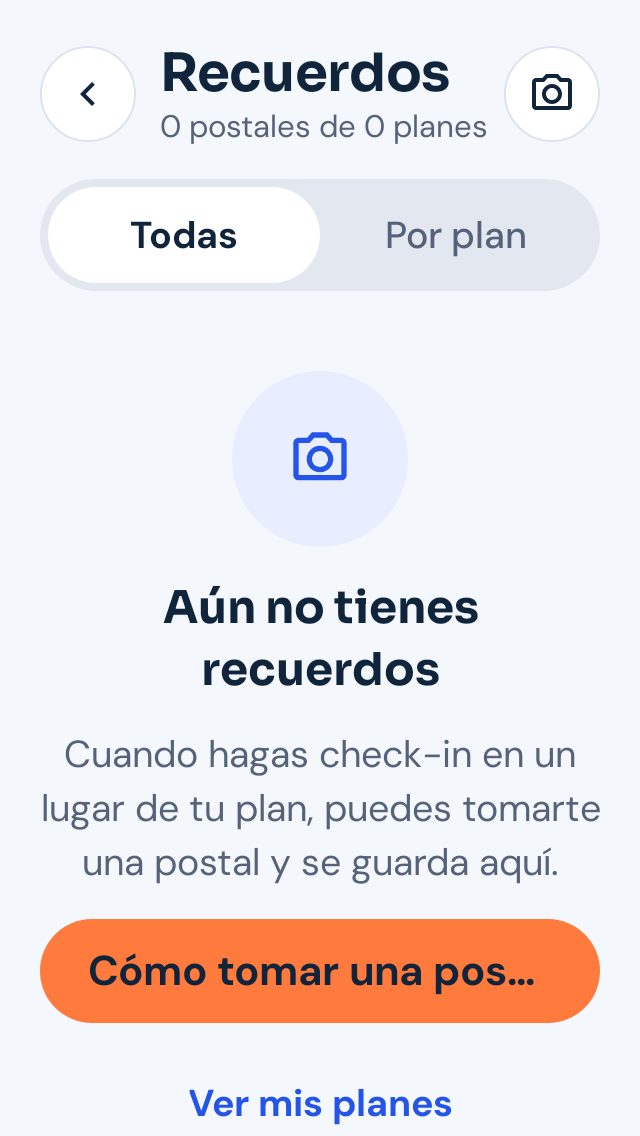 Recuerdos
0 postales de 0 planes
Todas
Por plan
Aún no tienes
recuerdos
Cuando hagas check-in en un
lugar de tu plan, puedes tomarte
una postal y se guarda aquí.
Cómo tomar una pos...
Ver mis planes